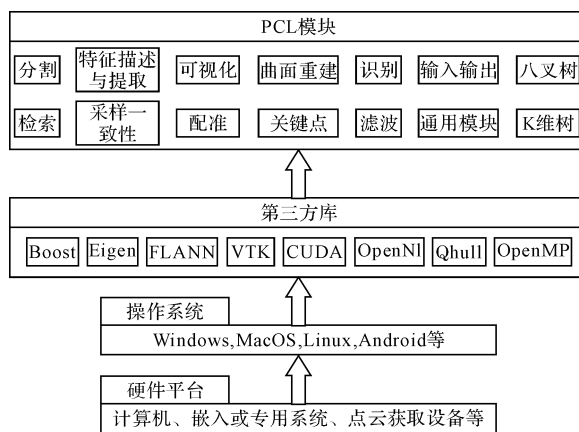 PCL模块
分割 特征描述与提取 可视化 曲面重建 识别 输入输出 八叉树
检索 采样一致性 配准 关键点 滤波 通用模块 K维树
第三方库
Boost Eigen FLANN VTK CUDA OpenNl Qhull OpenMP
操作系统
Windows,MacOS,Linux,Android等
硬件平台
计算机、嵌入或专用系统、点云获取设备等